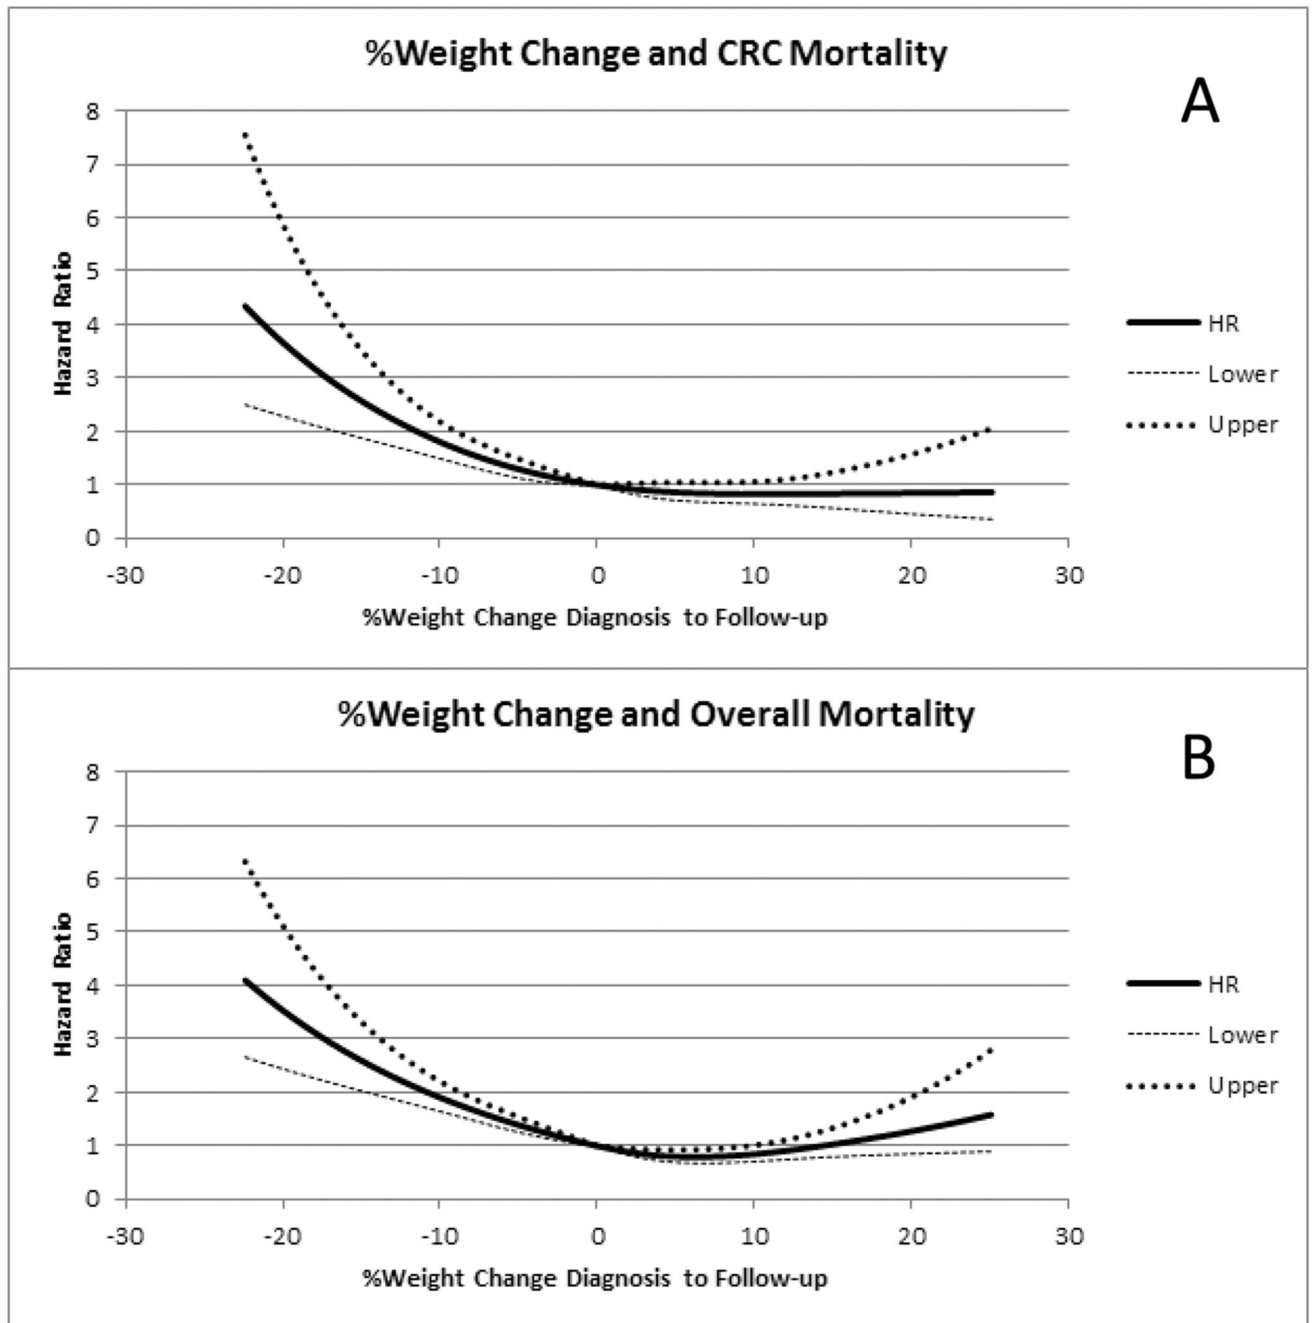 %Weight Change and CRC Mortality
A
8
7
6
5
4
3
2
1
0
Hazard Ratio
-30
-20
-10
0
10
20
30
%Weight Change Diagnosis to Follow-up
HR
Lower
Upper
%Weight Change and Overall Mortality
B
8
7
6
5
4
3
2
1
0
Hazard Ratio
-30
-20
-10
0
10
20
30
%Weight Change Diagnosis to Follow-up
HR
Lower
Upper